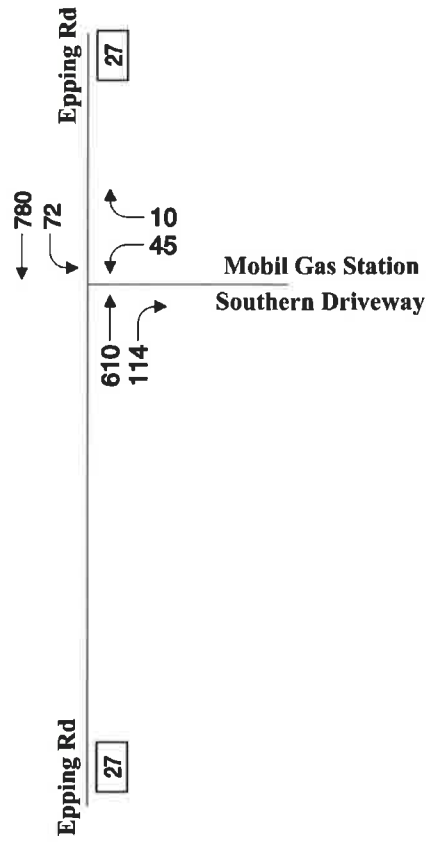 Epping Rd
27
780
72
10
45
Mobil Gas Station
Southern Driveway
610
114
Epping Rd
27